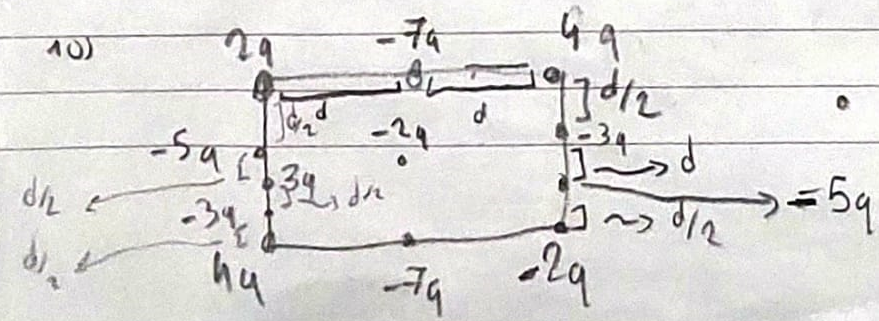 10) 2q -7q 4q
d/2 d d d/2
-5q -2q -3q
d/2 3q d/2 d = 5q
-3q d/2
d/2 4q -7q -2q